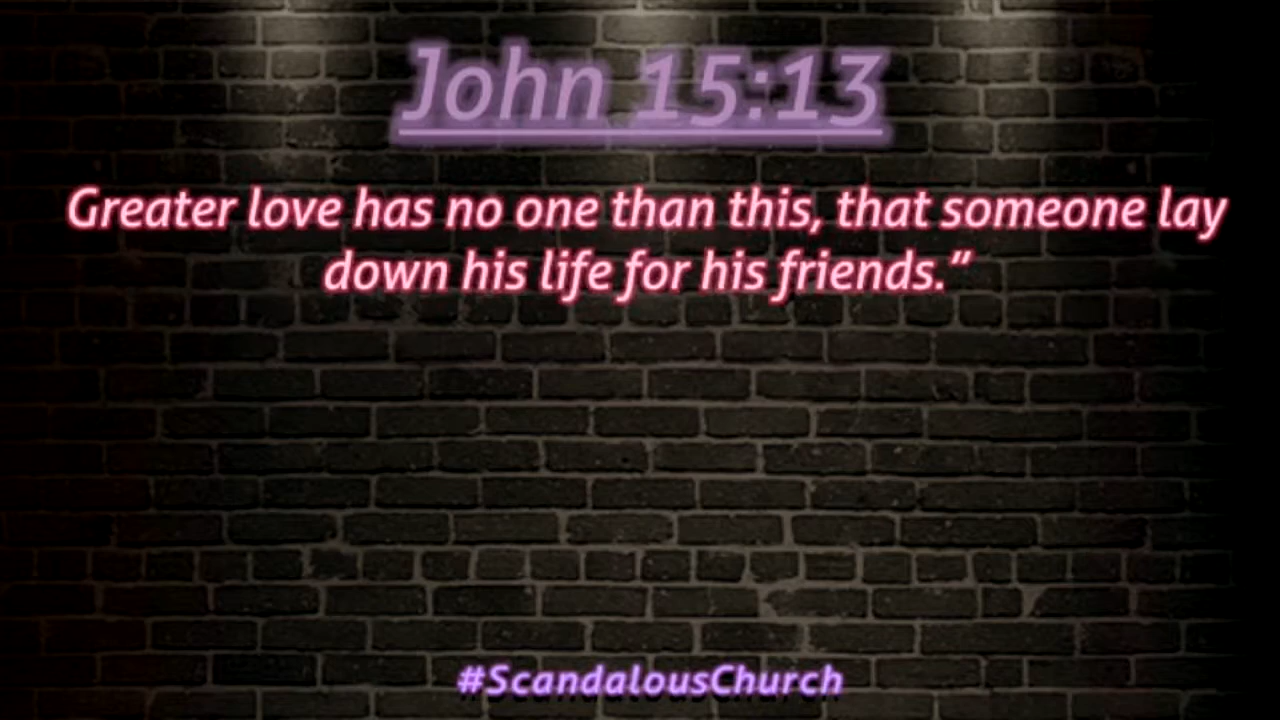 John 15:13
Greater love has no one than this, that someone lay
down his life for his friends.”
#ScandalousChurch